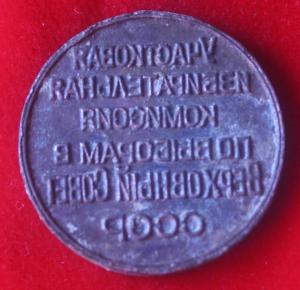 УЧАСТКОВАЯ
ИЗБИРАТЕЛЬНАЯ
КОМИССИЯ
ПО ВЫБОРАМ В
ВЕРХОВНЫЙ СОВЕТ
СССР